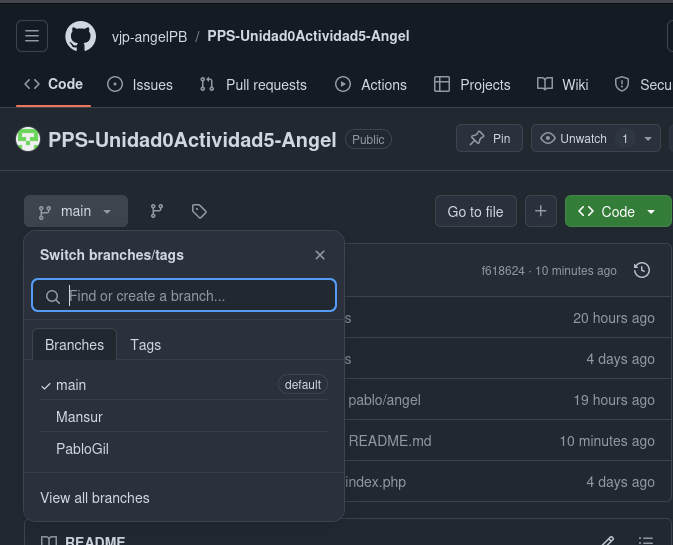 vjp-angelPB / PPS-Unidad0Actividad5-Angel
Code Issues Pull requests Actions Projects Wiki Secu
PPS-Unidad0Actividad5-Angel Public Pin Unwatch 1
main Go to file + Code
Switch branches/tags
f618624 · 10 minutes ago
Find or create a branch...
s 20 hours ago
Branches Tags
s 4 days ago
main default
pablo/angel 19 hours ago
Mansur
README.md 10 minutes ago
PabloGil
index.php 4 days ago
View all branches
README